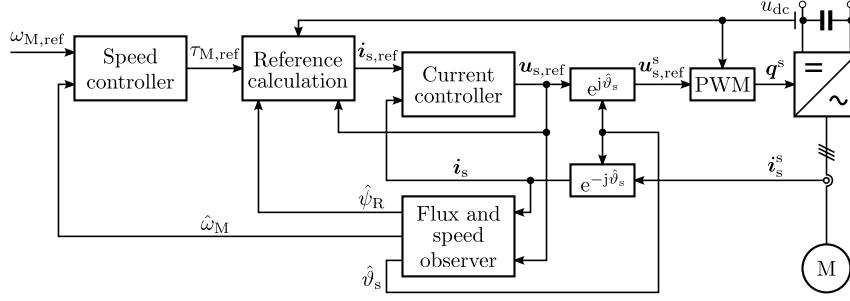 u_dc
ω_M,ref
Speed controller
τ_M,ref
Reference calculation
i_s,ref
Current controller
u_s,ref
e^jϑ̂_s
u^s_s,ref
PWM
q^s
=
~
i_s
e^−jϑ̂_s
i^s_s
ψ̂_R
Flux and speed observer
ω̂_M
ϑ̂_s
M